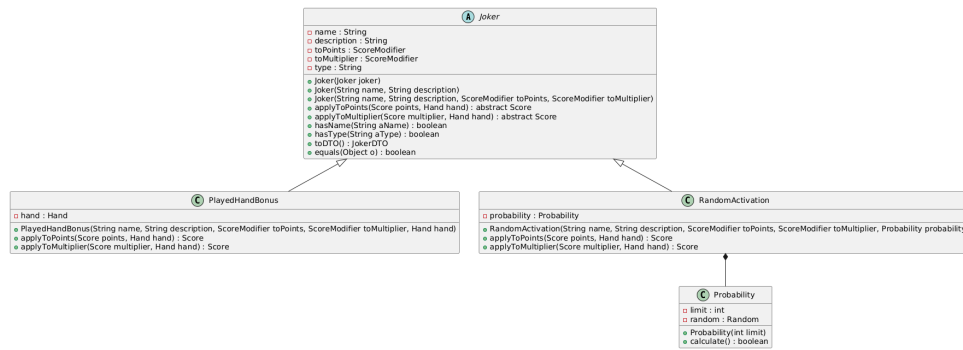 A Joker
name : String
description : String
toPoints : ScoreModifier
toMultiplier : ScoreModifier
type : String
Joker(Joker joker)
Joker(String name, String description)
Joker(String name, String description, ScoreModifier toPoints, ScoreModifier toMultiplier)
applyToPoints(Score points, Hand hand) : abstract Score
applyToMultiplier(Score multiplier, Hand hand) : abstract Score
hasName(String aName) : boolean
hasType(String aType) : boolean
toDTO() : JokerDTO
equals(Object o) : boolean
C PlayedHandBonus
hand : Hand
PlayedHandBonus(String name, String description, ScoreModifier toPoints, ScoreModifier toMultiplier, Hand hand)
applyToPoints(Score points, Hand hand) : Score
applyToMultiplier(Score multiplier, Hand hand) : Score
C RandomActivation
probability : Probability
RandomActivation(String name, String description, ScoreModifier toPoints, ScoreModifier toMultiplier, Probability probability
applyToPoints(Score points, Hand hand) : Score
applyToMultiplier(Score multiplier, Hand hand) : Score
C Probability
limit : int
random : Random
Probability(int limit)
calculate() : boolean